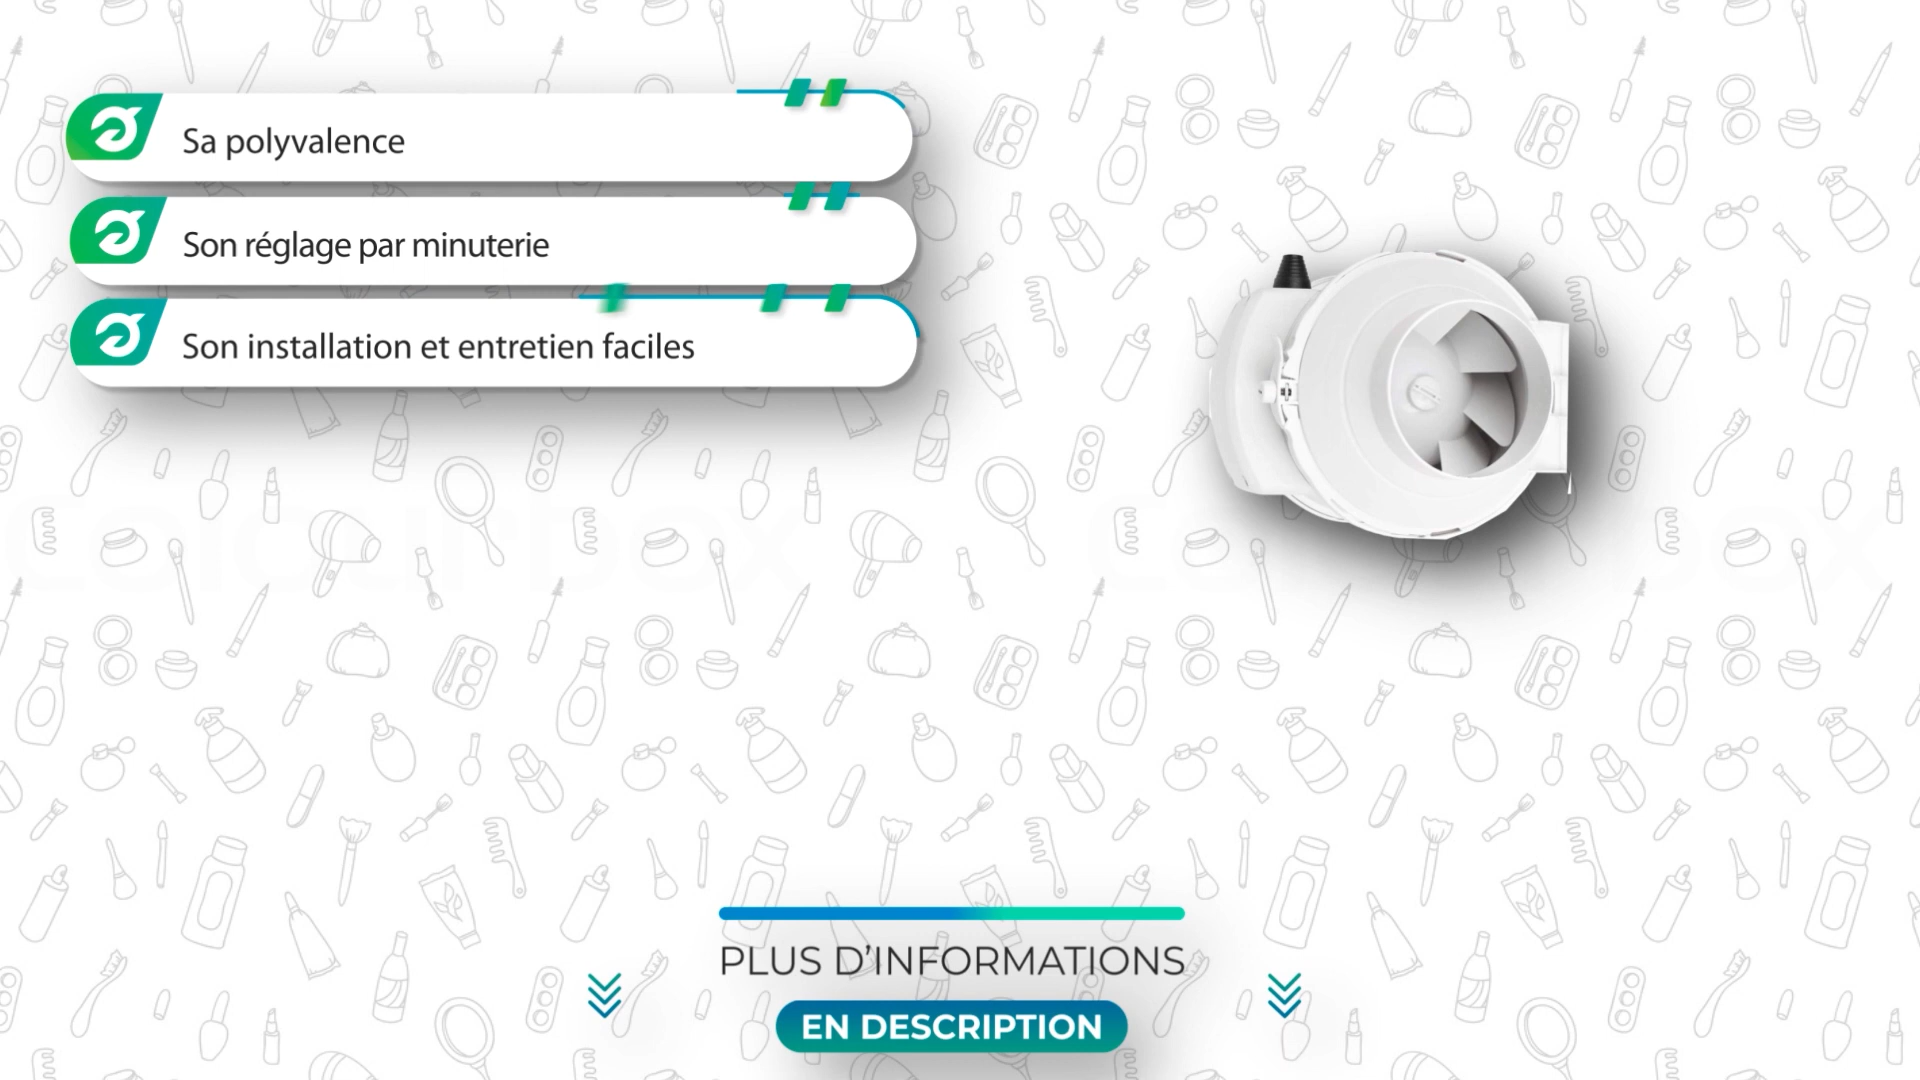 Sa polyvalence
Son réglage par minuterie
Son installation et entretien faciles
PLUS D’INFORMATIONS
EN DESCRIPTION